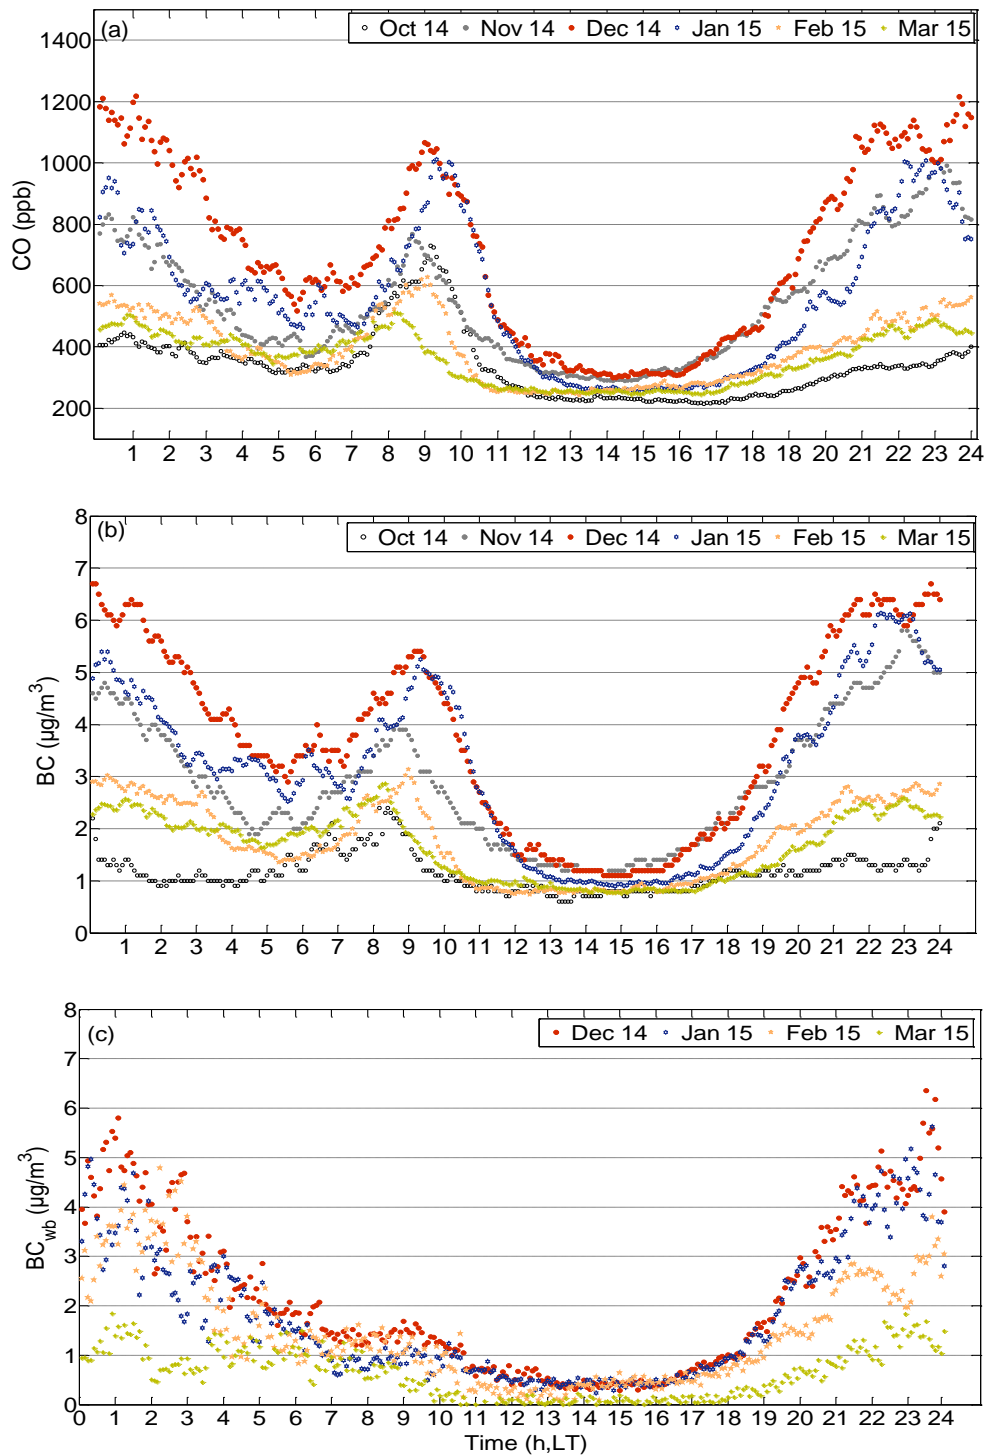 (a)
Oct 14 Nov 14 Dec 14 Jan 15 Feb 15 Mar 15
1400
1200
1000
800
600
400
200
CO (ppb)
1 2 3 4 5 6 7 8 9 10 11 12 13 14 15 16 17 18 19 20 21 22 23 24
(b)
Oct 14 Nov 14 Dec 14 Jan 15 Feb 15 Mar 15
8
7
6
5
4
3
2
1
0
BC (µg/m³)
1 2 3 4 5 6 7 8 9 10 11 12 13 14 15 16 17 18 19 20 21 22 23 24
(c)
Dec 14 Jan 15 Feb 15 Mar 15
8
7
6
5
4
3
2
1
0
BCwb (µg/m³)
0 1 2 3 4 5 6 7 8 9 10 11 12 13 14 15 16 17 18 19 20 21 22 23 24
Time (h,LT)